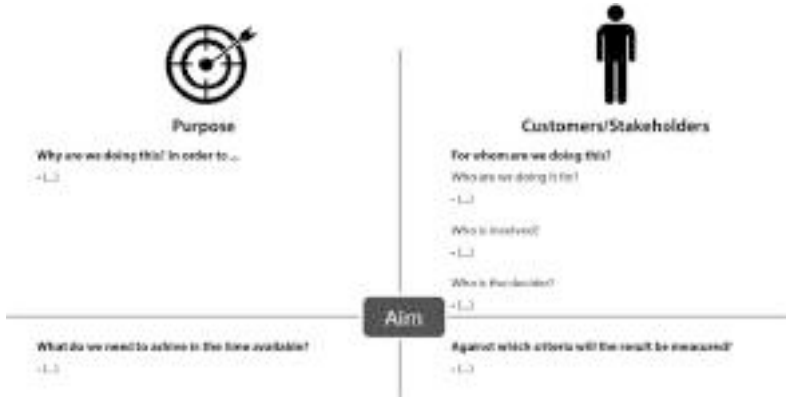 Purpose
Why are we doing this? In order to ...
- [...]
Customers/Stakeholders
For whom are we doing this?
Who are we doing it for?
- [...]
Who is involved?
- [...]
Who is the decider?
- [...]
Aim
What do we need to achive in the time available?
- [...]
Against which criteria will the result be measured?
- [...]